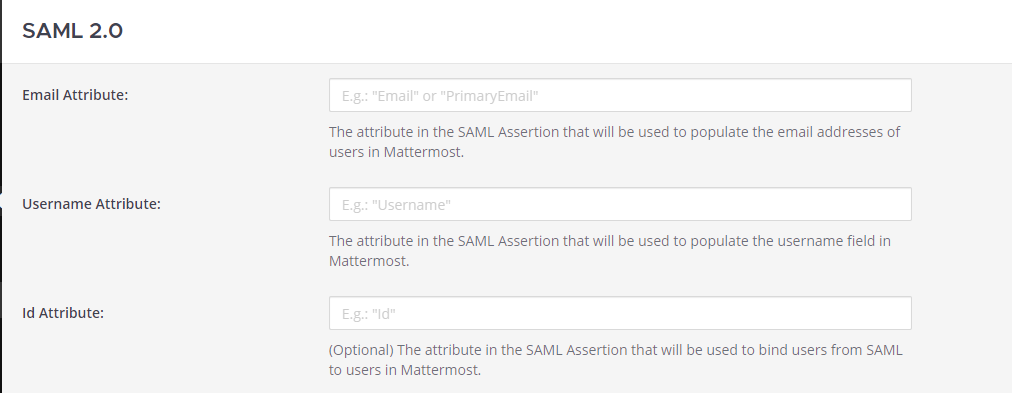 SAML 2.0
Email Attribute:
E.g.: "Email" or "PrimaryEmail"
The attribute in the SAML Assertion that will be used to populate the email addresses of
users in Mattermost.
Username Attribute:
E.g.: "Username"
The attribute in the SAML Assertion that will be used to populate the username field in
Mattermost.
Id Attribute:
E.g.: "Id"
(Optional) The attribute in the SAML Assertion that will be used to bind users from SAML
to users in Mattermost.